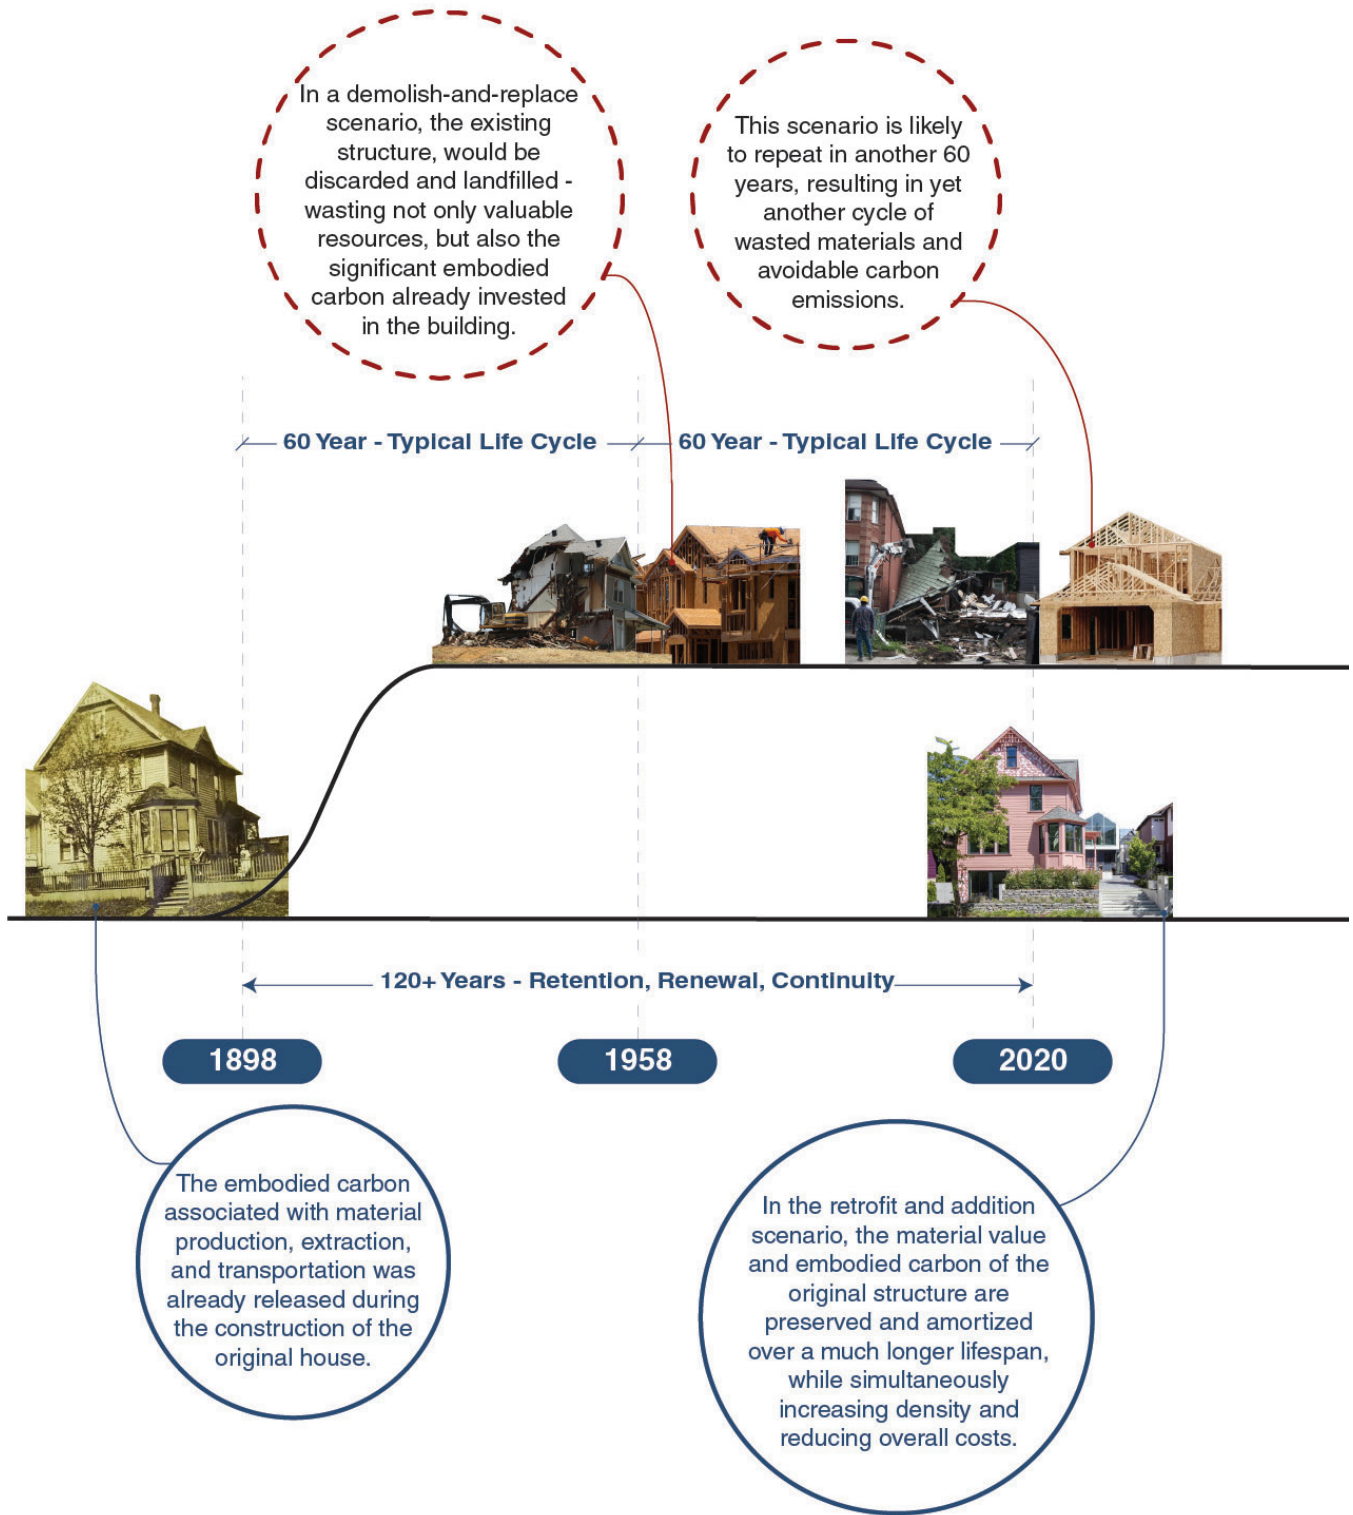 In a demolish-and-replace
scenario, the existing
structure, would be
discarded and landfilled -
wasting not only valuable
resources, but also the
significant embodied
carbon already invested
in the building.
This scenario is likely
to repeat in another 60
years, resulting in yet
another cycle of
wasted materials and
avoidable carbon
emissions.
60 Year - Typical Life Cycle
60 Year - Typical Life Cycle
120+ Years - Retention, Renewal, Continuity
1898
1958
2020
The embodied carbon
associated with material
production, extraction,
and transportation was
already released during
the construction of the
original house.
In the retrofit and addition
scenario, the material value
and embodied carbon of the
original structure are
preserved and amortized
over a much longer lifespan,
while simultaneously
increasing density and
reducing overall costs.